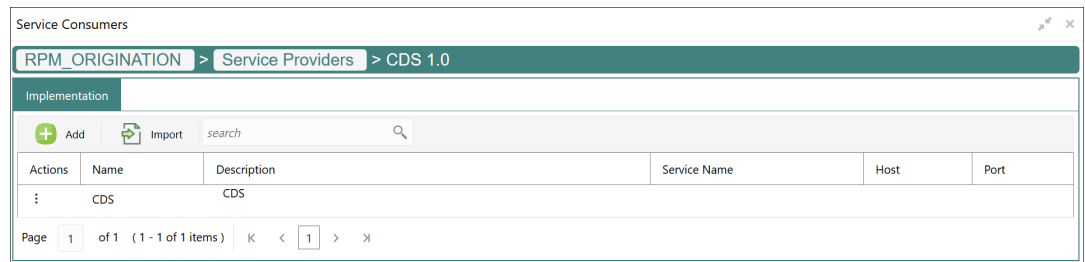 Service Consumers
RPM_ORIGINATION > Service Providers > CDS 1.0
Implementation
Add Import search
Actions Name Description Service Name Host Port
CDS CDS
Page 1 of 1 ( 1 - 1 of 1 items ) 1